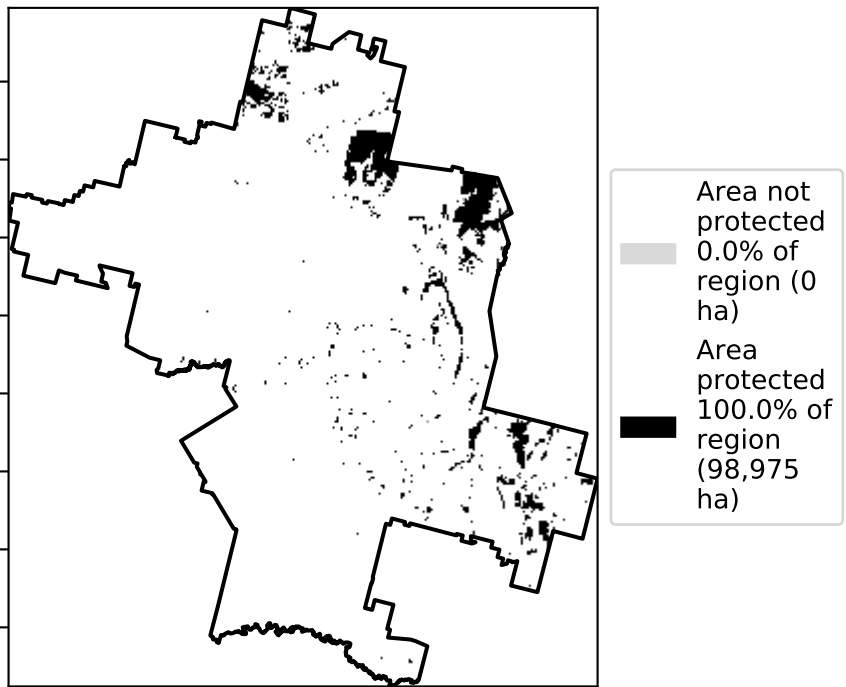 Area not
protected
0.0% of
region (0
ha)
Area
protected
100.0% of
region
(98,975
ha)